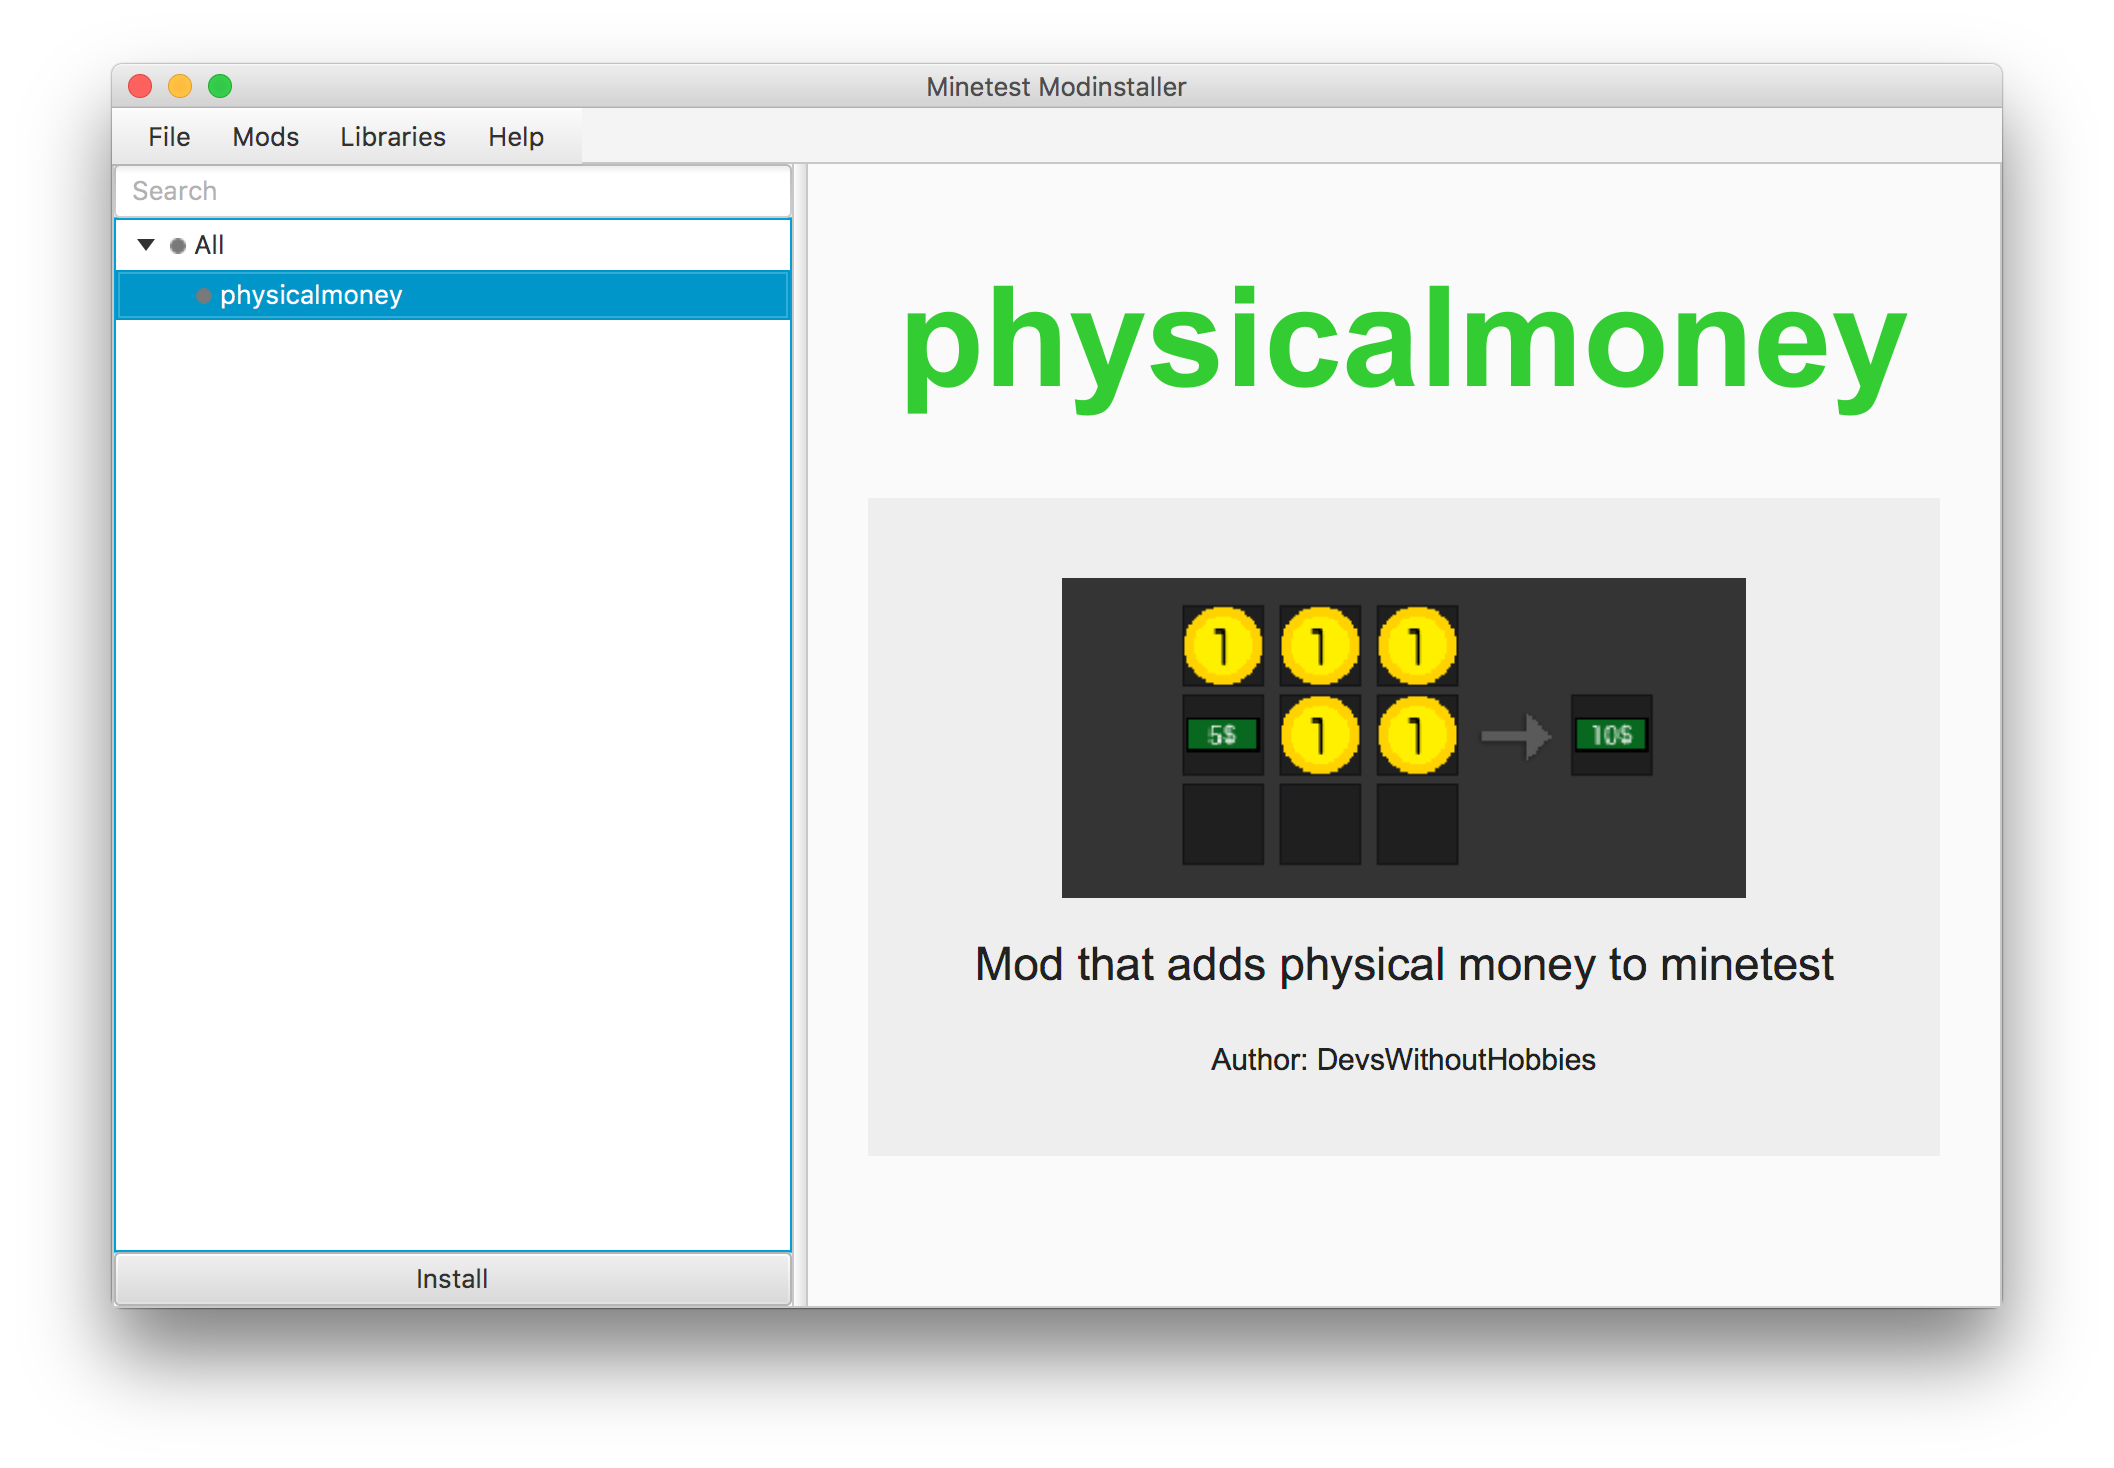 Minetest Modinstaller
File Mods Libraries Help
Search
All
physicalmoney
Install
physicalmoney
1 1 1
5$ 1 1 10$
Mod that adds physical money to minetest
Author: DevsWithoutHobbies